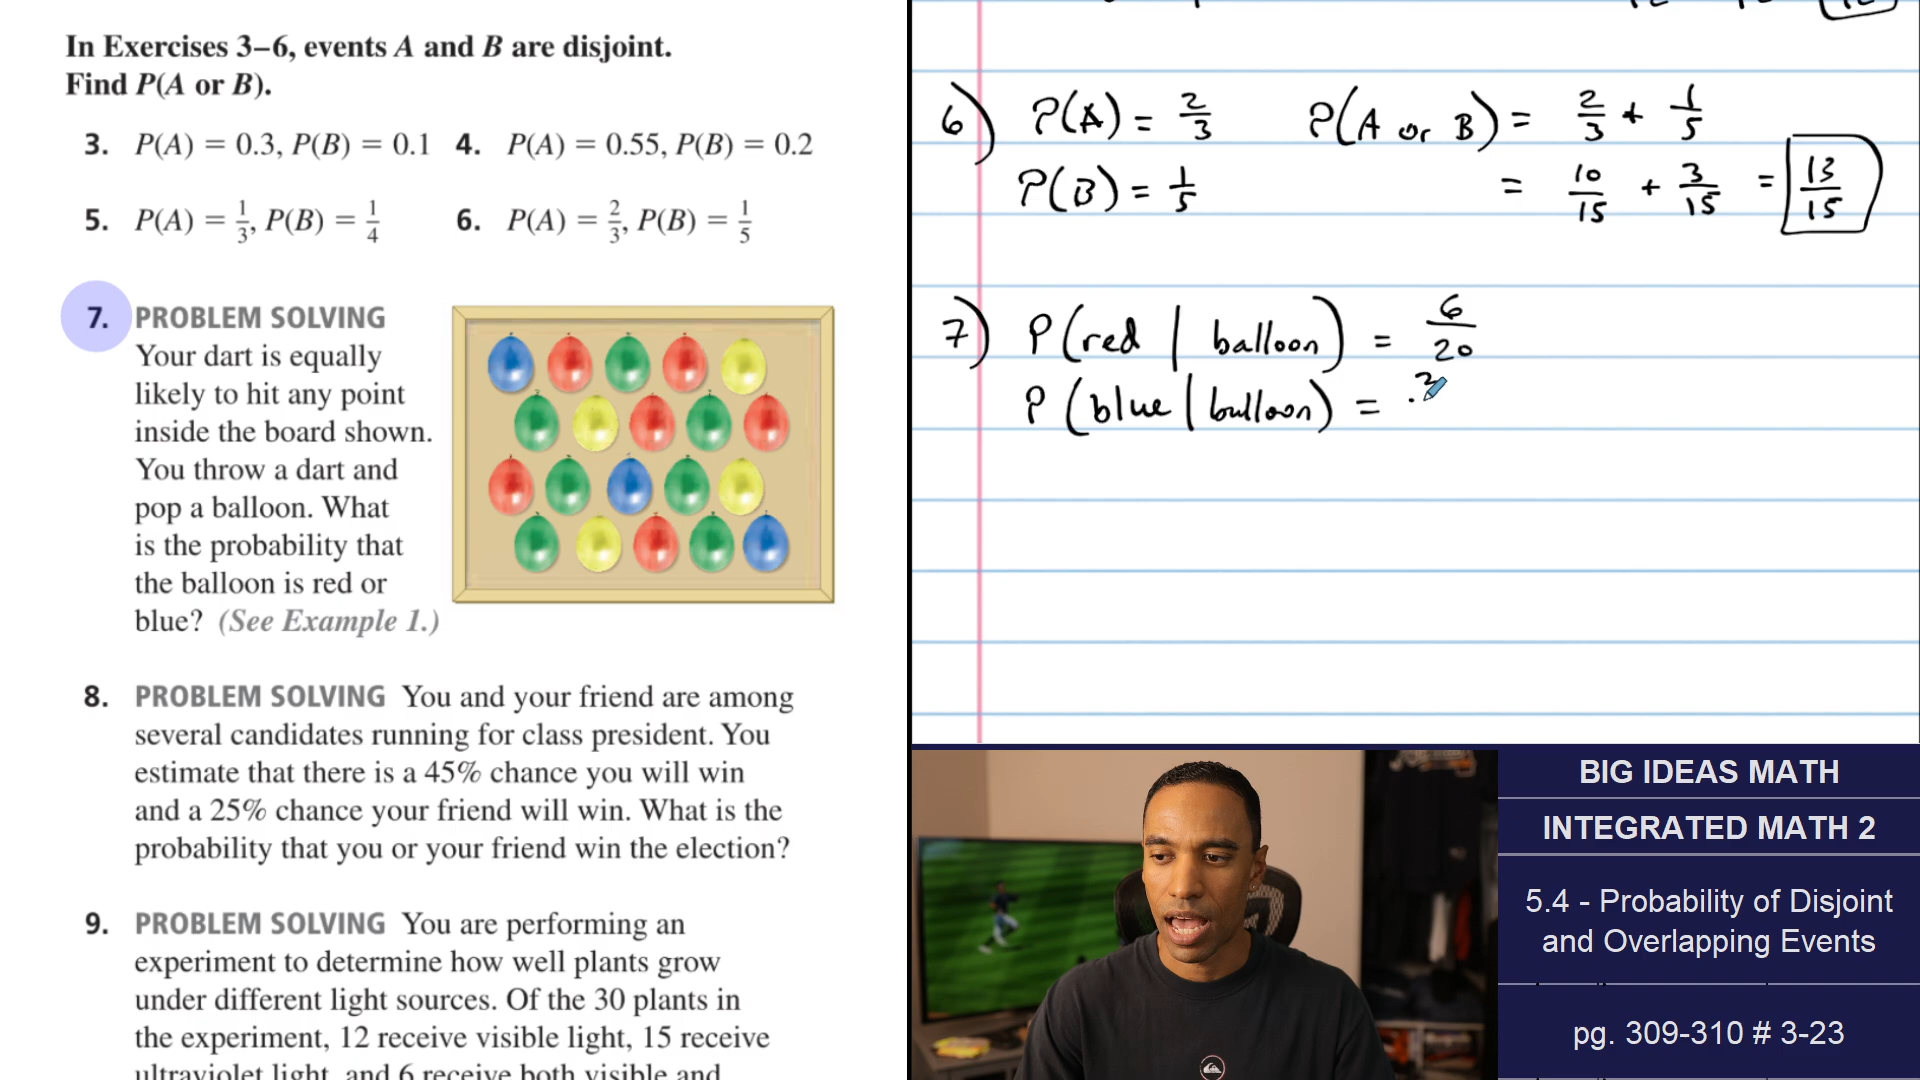 In Exercises 3–6, events A and B are disjoint.
Find P(A or B).
3. P(A) = 0.3, P(B) = 0.1 4. P(A) = 0.55, P(B) = 0.2
5. P(A) = 1/3, P(B) = 1/4 6. P(A) = 2/3, P(B) = 1/5
7. PROBLEM SOLVING
Your dart is equally
likely to hit any point
inside the board shown.
You throw a dart and
pop a balloon. What
is the probability that
the balloon is red or
blue? (See Example 1.)
8. PROBLEM SOLVING You and your friend are among
several candidates running for class president. You
estimate that there is a 45% chance you will win
and a 25% chance your friend will win. What is the
probability that you or your friend win the election?
9. PROBLEM SOLVING You are performing an
experiment to determine how well plants grow
under different light sources. Of the 30 plants in
the experiment, 12 receive visible light, 15 receive
ultraviolet light, and 6 receive both visible and
6) P(A) = 2/3 P(A or B) = 2/3 + 1/5
P(B) = 1/5 = 10/15 + 3/15 = 13/15
7) P(red | balloon) = 6/20
P(blue | balloon) =
BIG IDEAS MATH
INTEGRATED MATH 2
5.4 - Probability of Disjoint
and Overlapping Events
pg. 309-310 # 3-23